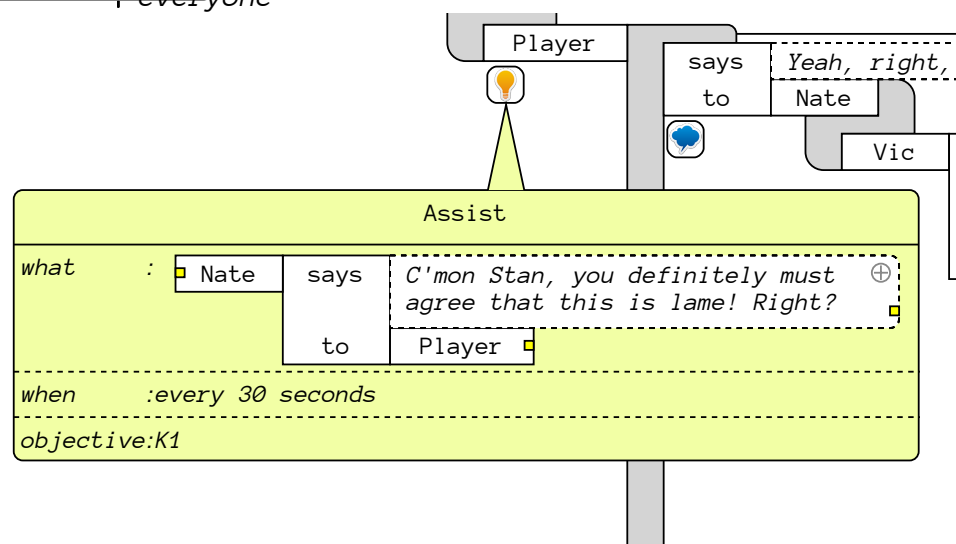 everyone
Player
says
Yeah, right,
to
Nate
Vic
Assist
what :
Nate
says
C'mon Stan, you definitely must
agree that this is lame! Right?
to
Player
when :every 30 seconds
objective:K1